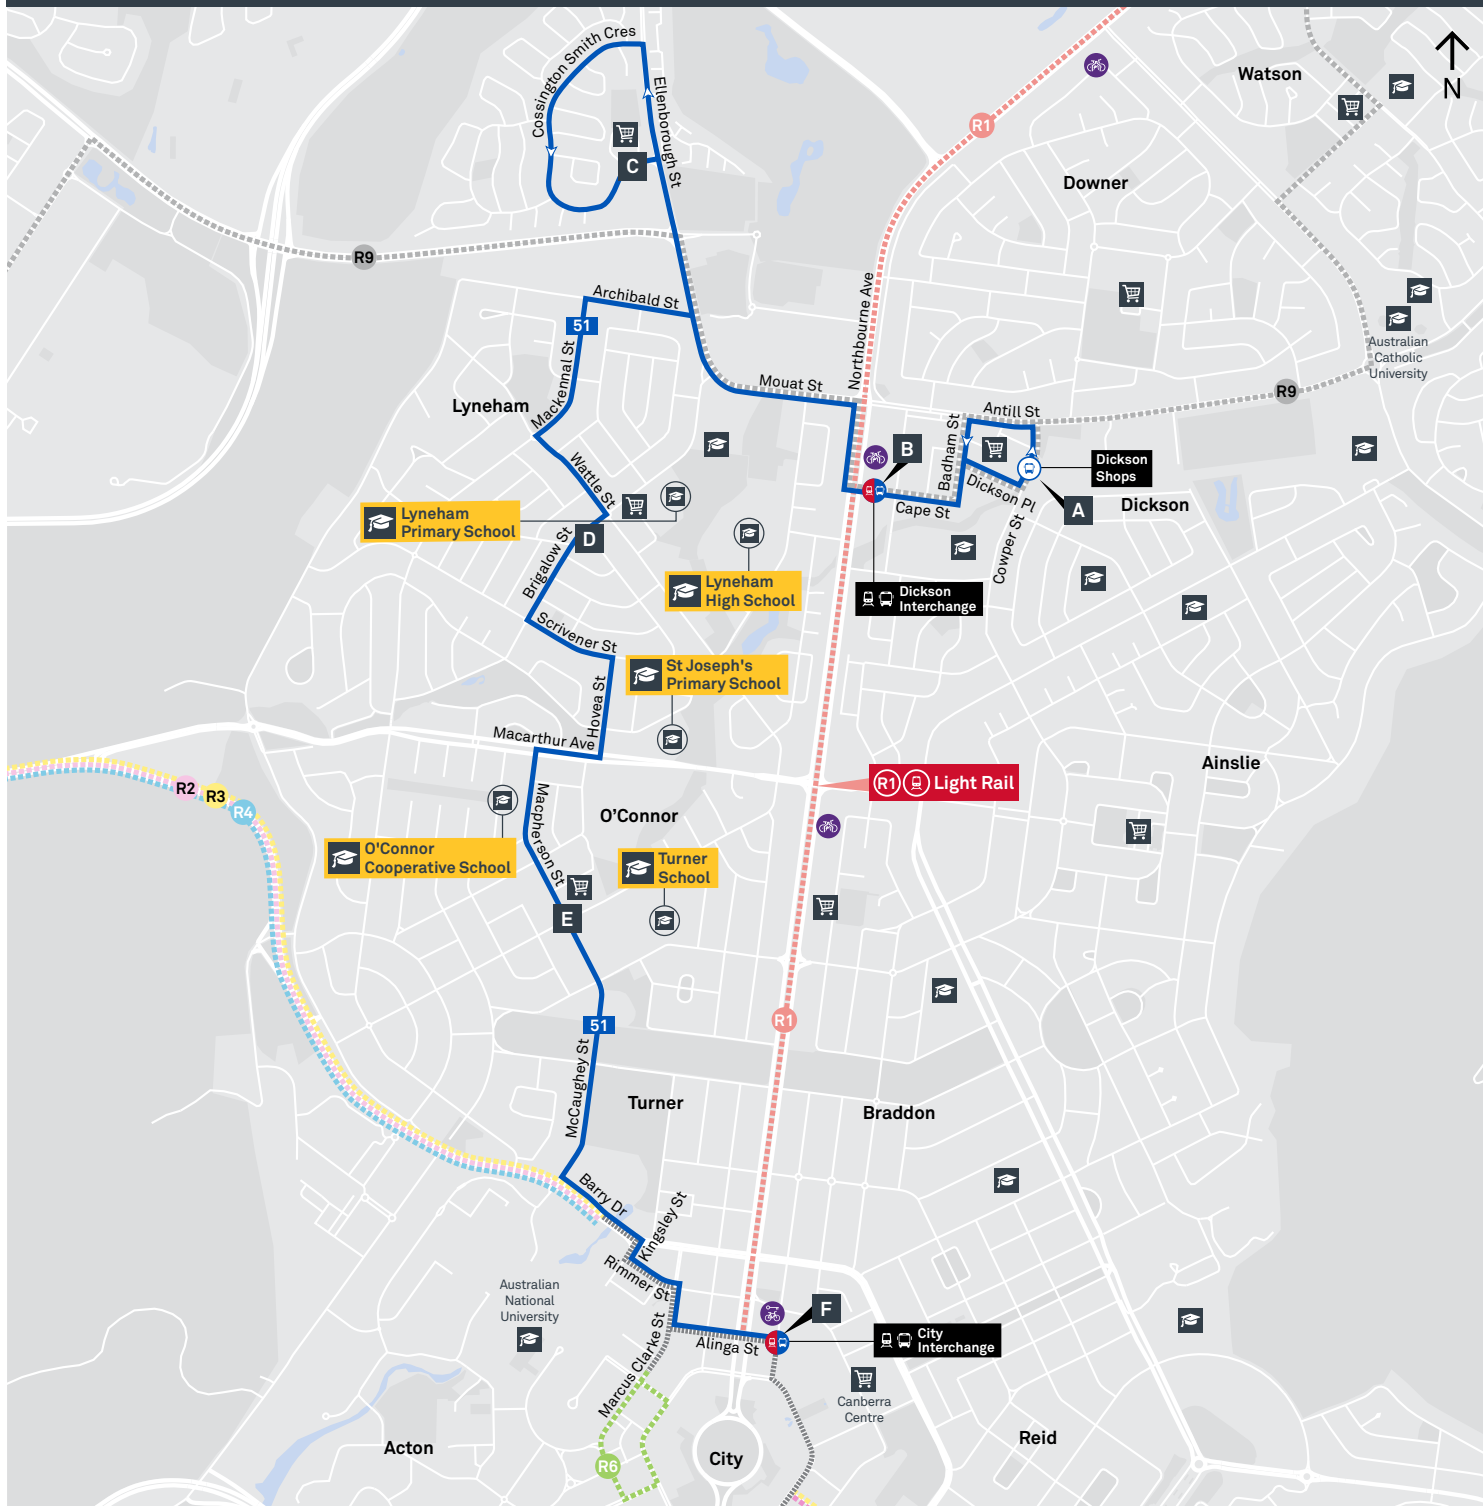 Cossington Smith Cres
Ellenborough St
C
N
Watson
R1
Downer
R9
Archibald St
51
Mackennal St
Lyneham
Mouat St
Northbourne Ave
Australian
Catholic
University
R9
Antill St
Badham St
B
Dickson
Shops
Dickson Pl
A
Dickson
Cape St
Cowper St
Wattle St
Lyneham
Primary School
D
Brigalow St
Lyneham
High School
Dickson
Interchange
Scrivener St
St Joseph's
Primary School
Hovea St
Macarthur Ave
Ainslie
R1
Light Rail
R2
R3
R4
Macpherson St
O'Connor
O'Connor
Cooperative School
Turner
School
E
R1
51
McCaughey St
Turner
Braddon
Barry Dr
Kingsley St
Rimmer St
Australian
National
University
Marcus Clarke St
F
Alinga St
City
Interchange
Canberra
Centre
Acton
R6
City
Reid